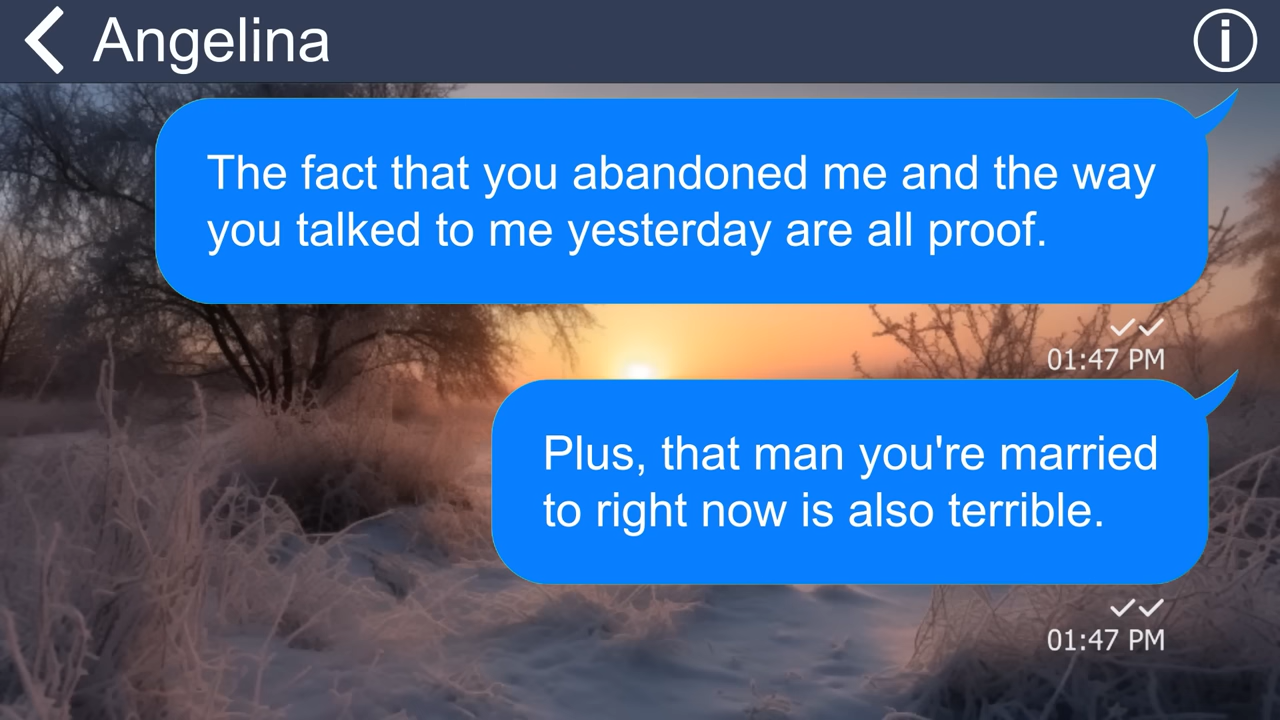 Angelina
The fact that you abandoned me and the way
you talked to me yesterday are all proof.
01:47 PM
Plus, that man you're married
to right now is also terrible.
01:47 PM